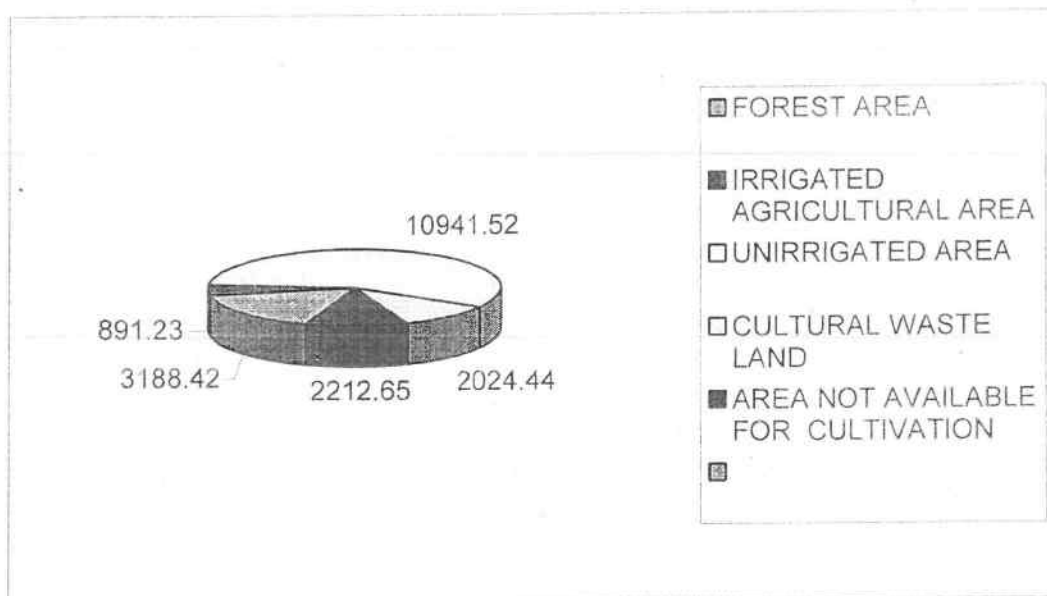 10941.52
891.23
3188.42
2212.65
2024.44
FOREST AREA
IRRIGATED
AGRICULTURAL AREA
UNIRRIGATED AREA
CULTURAL WASTE
LAND
AREA NOT AVAILABLE
FOR CULTIVATION